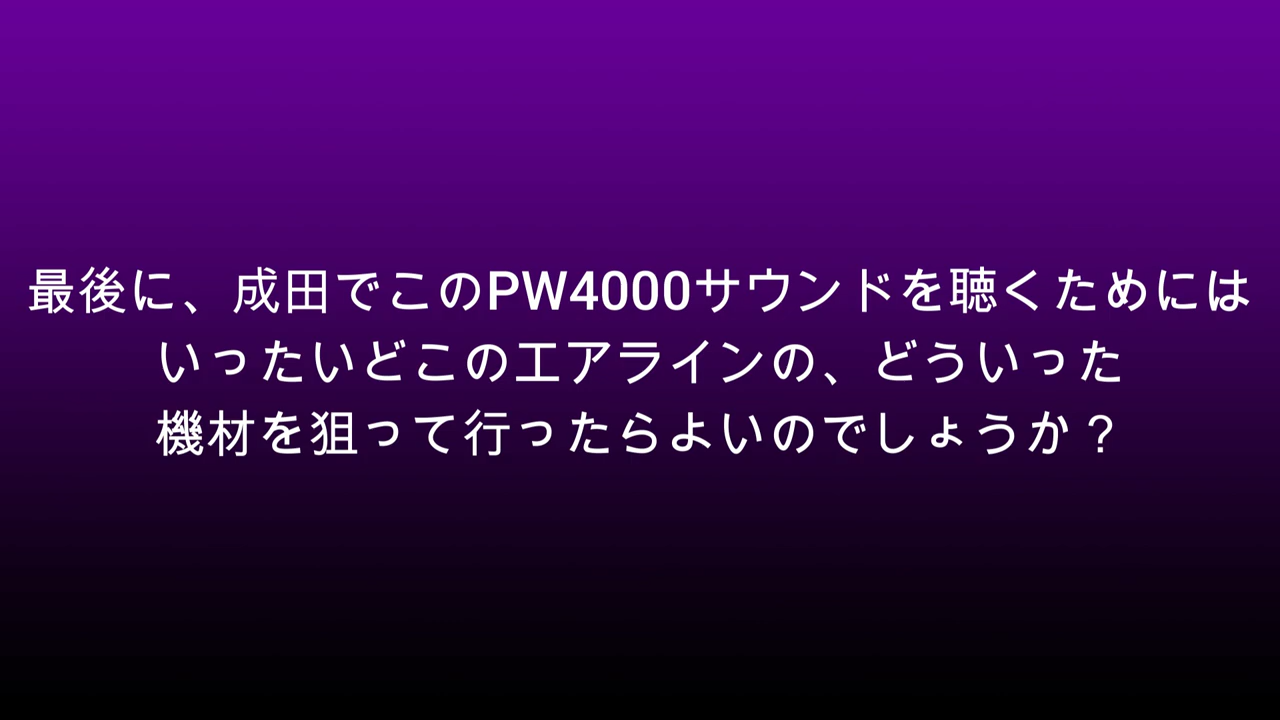 最後に、成田でこのPW4000サウンドを聴くためには
いったいどこのエアラインの、どういった
機材を狙って行ったらよいのでしょうか？